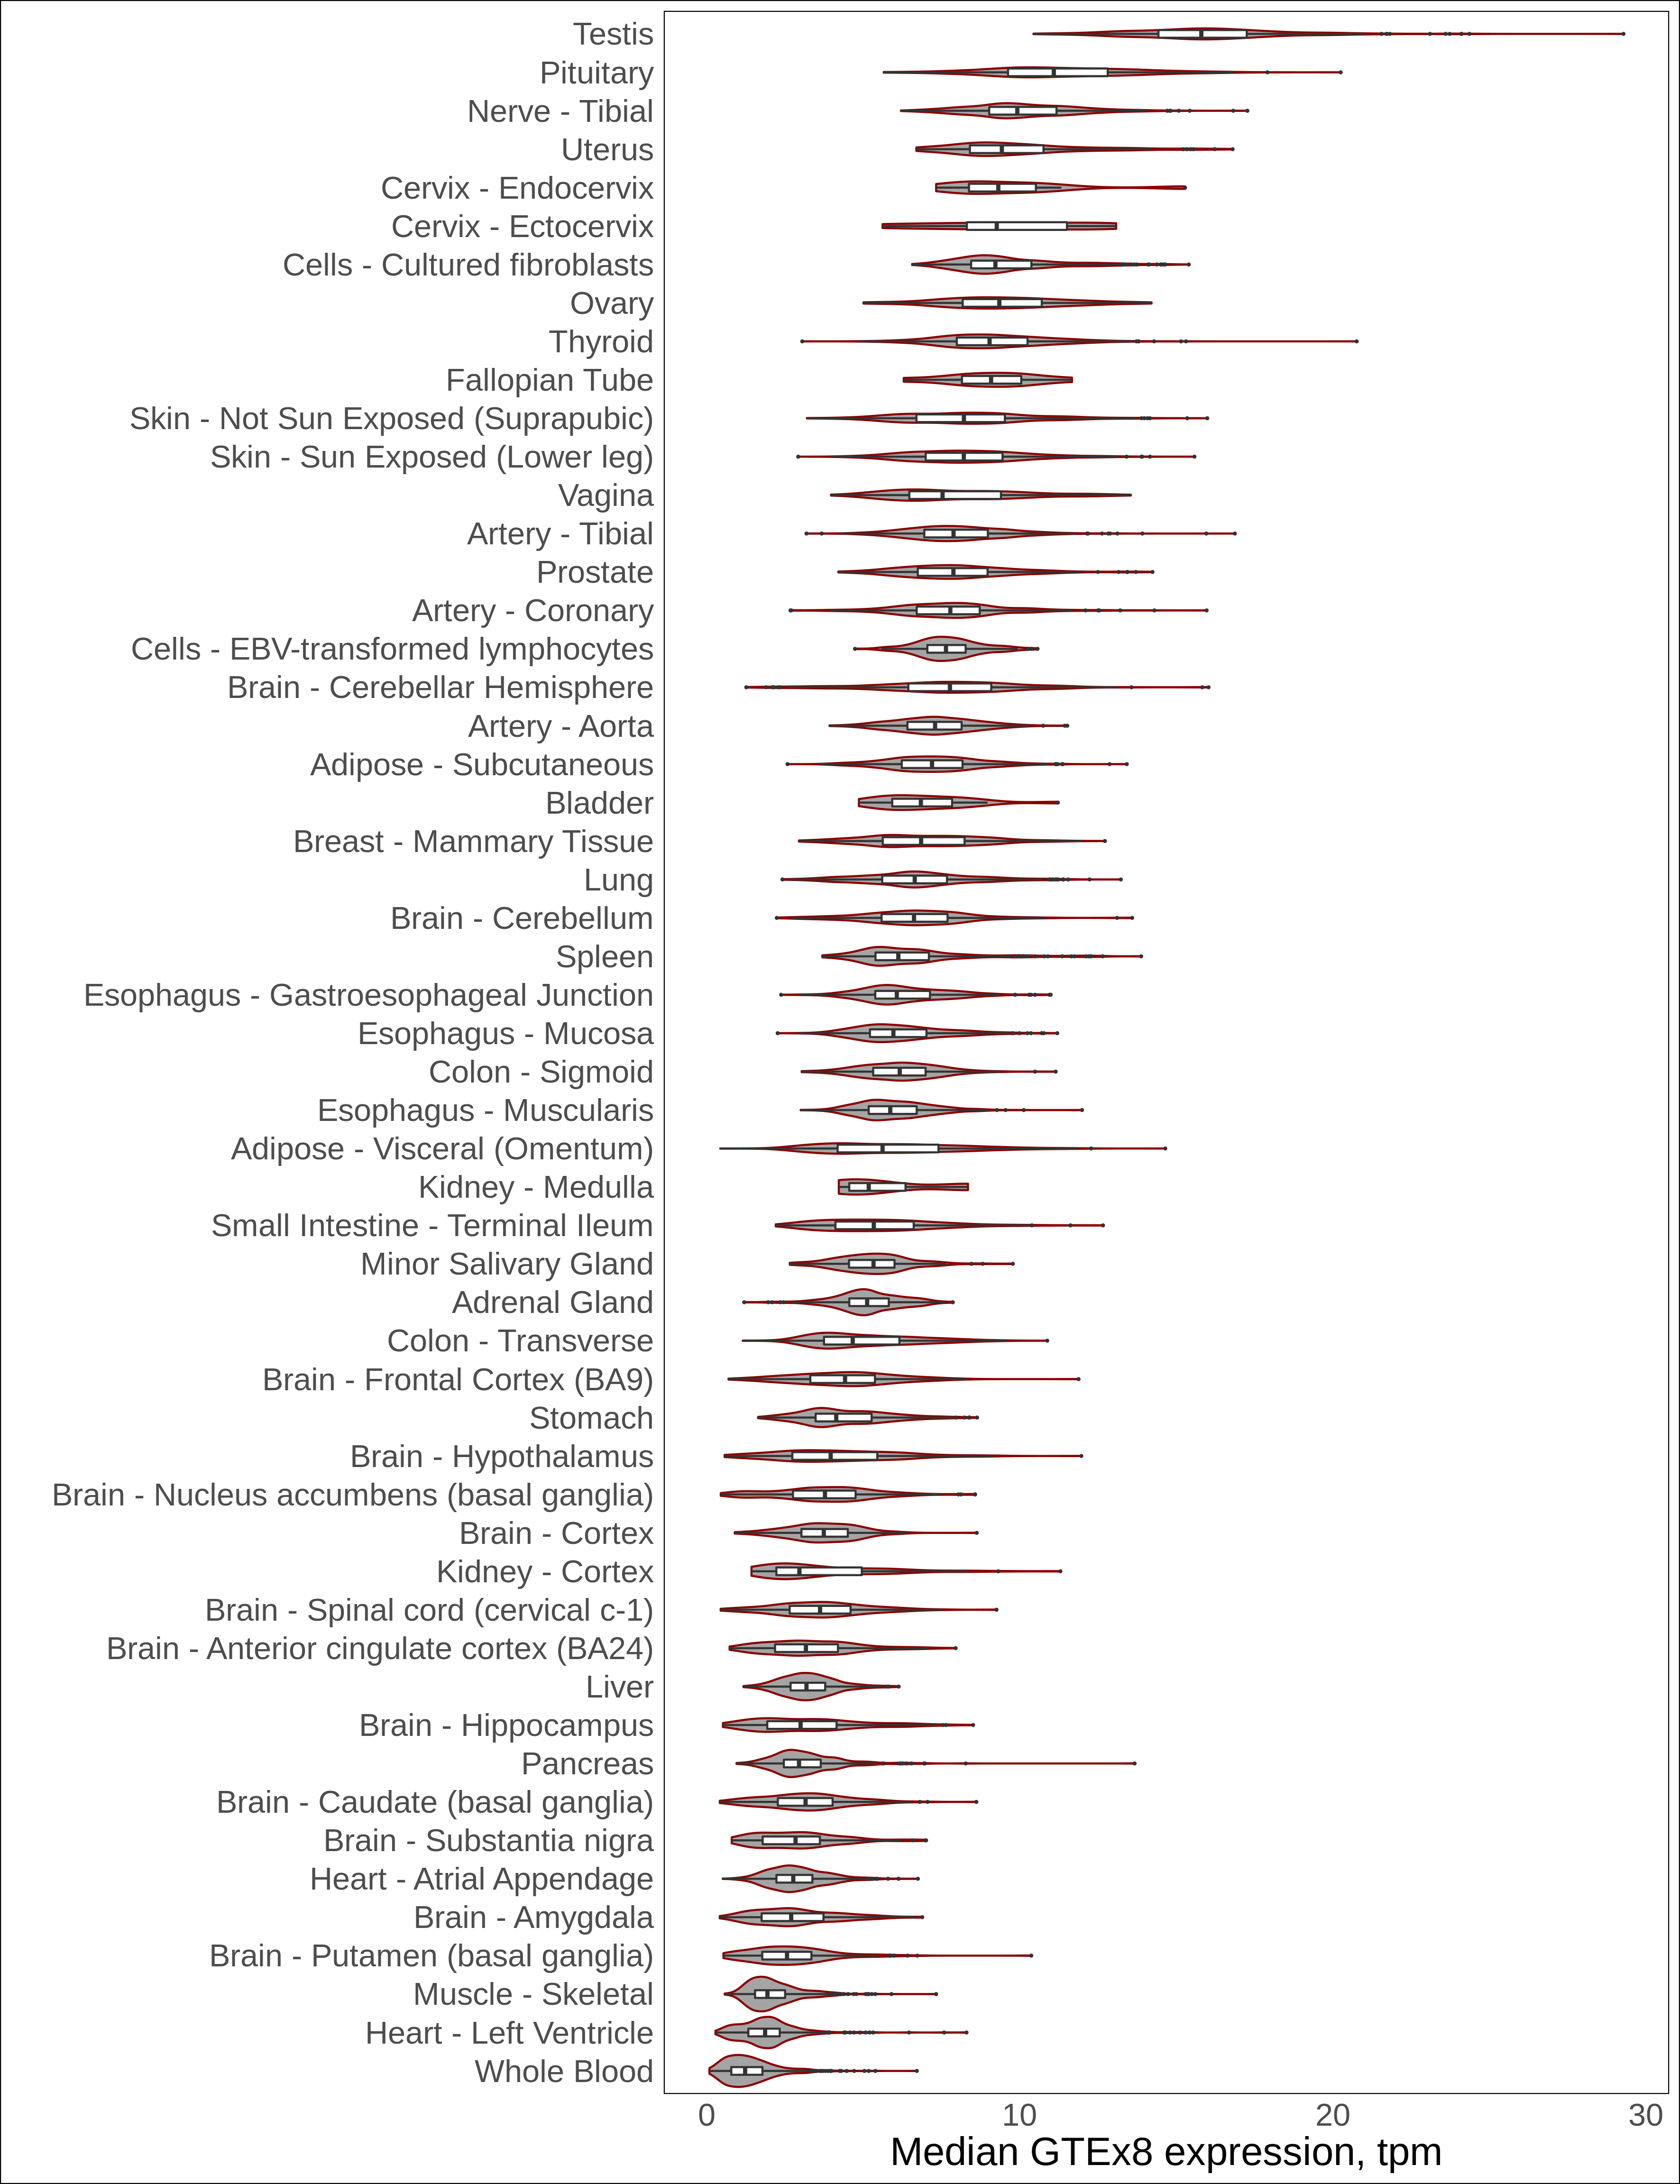 Testis
Pituitary
Nerve - Tibial
Uterus
Cervix - Endocervix
Cervix - Ectocervix
Cells - Cultured fibroblasts
Ovary
Thyroid
Fallopian Tube
Skin - Not Sun Exposed (Suprapubic)
Skin - Sun Exposed (Lower leg)
Vagina
Artery - Tibial
Prostate
Artery - Coronary
Cells - EBV-transformed lymphocytes
Brain - Cerebellar Hemisphere
Artery - Aorta
Adipose - Subcutaneous
Bladder
Breast - Mammary Tissue
Lung
Brain - Cerebellum
Spleen
Esophagus - Gastroesophageal Junction
Esophagus - Mucosa
Colon - Sigmoid
Esophagus - Muscularis
Adipose - Visceral (Omentum)
Kidney - Medulla
Small Intestine - Terminal Ileum
Minor Salivary Gland
Adrenal Gland
Colon - Transverse
Brain - Frontal Cortex (BA9)
Stomach
Brain - Hypothalamus
Brain - Nucleus accumbens (basal ganglia)
Brain - Cortex
Kidney - Cortex
Brain - Spinal cord (cervical c-1)
Brain - Anterior cingulate cortex (BA24)
Liver
Brain - Hippocampus
Pancreas
Brain - Caudate (basal ganglia)
Brain - Substantia nigra
Heart - Atrial Appendage
Brain - Amygdala
Brain - Putamen (basal ganglia)
Muscle - Skeletal
Heart - Left Ventricle
Whole Blood
0 10 20 30
Median GTEx8 expression, tpm